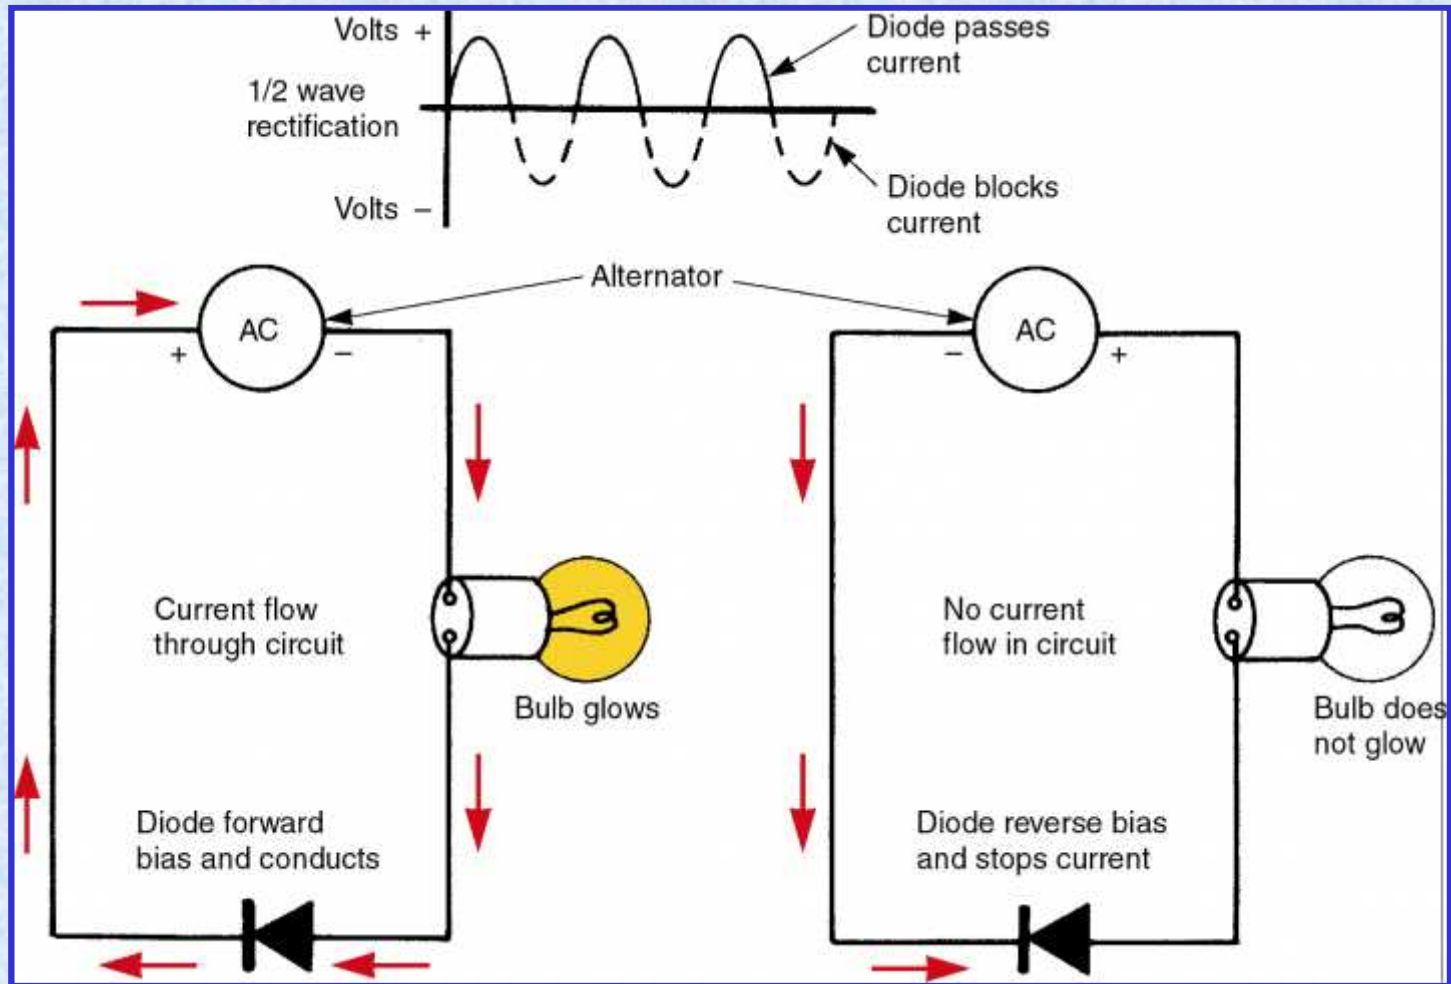 Volts +
Diode passes
current
1/2 wave
rectification
Diode blocks
current
Volts –
Alternator
AC
+
–
AC
–
+
Current flow
through circuit
Bulb glows
No current
flow in circuit
Bulb does
not glow
Diode forward
bias and conducts
Diode reverse bias
and stops current